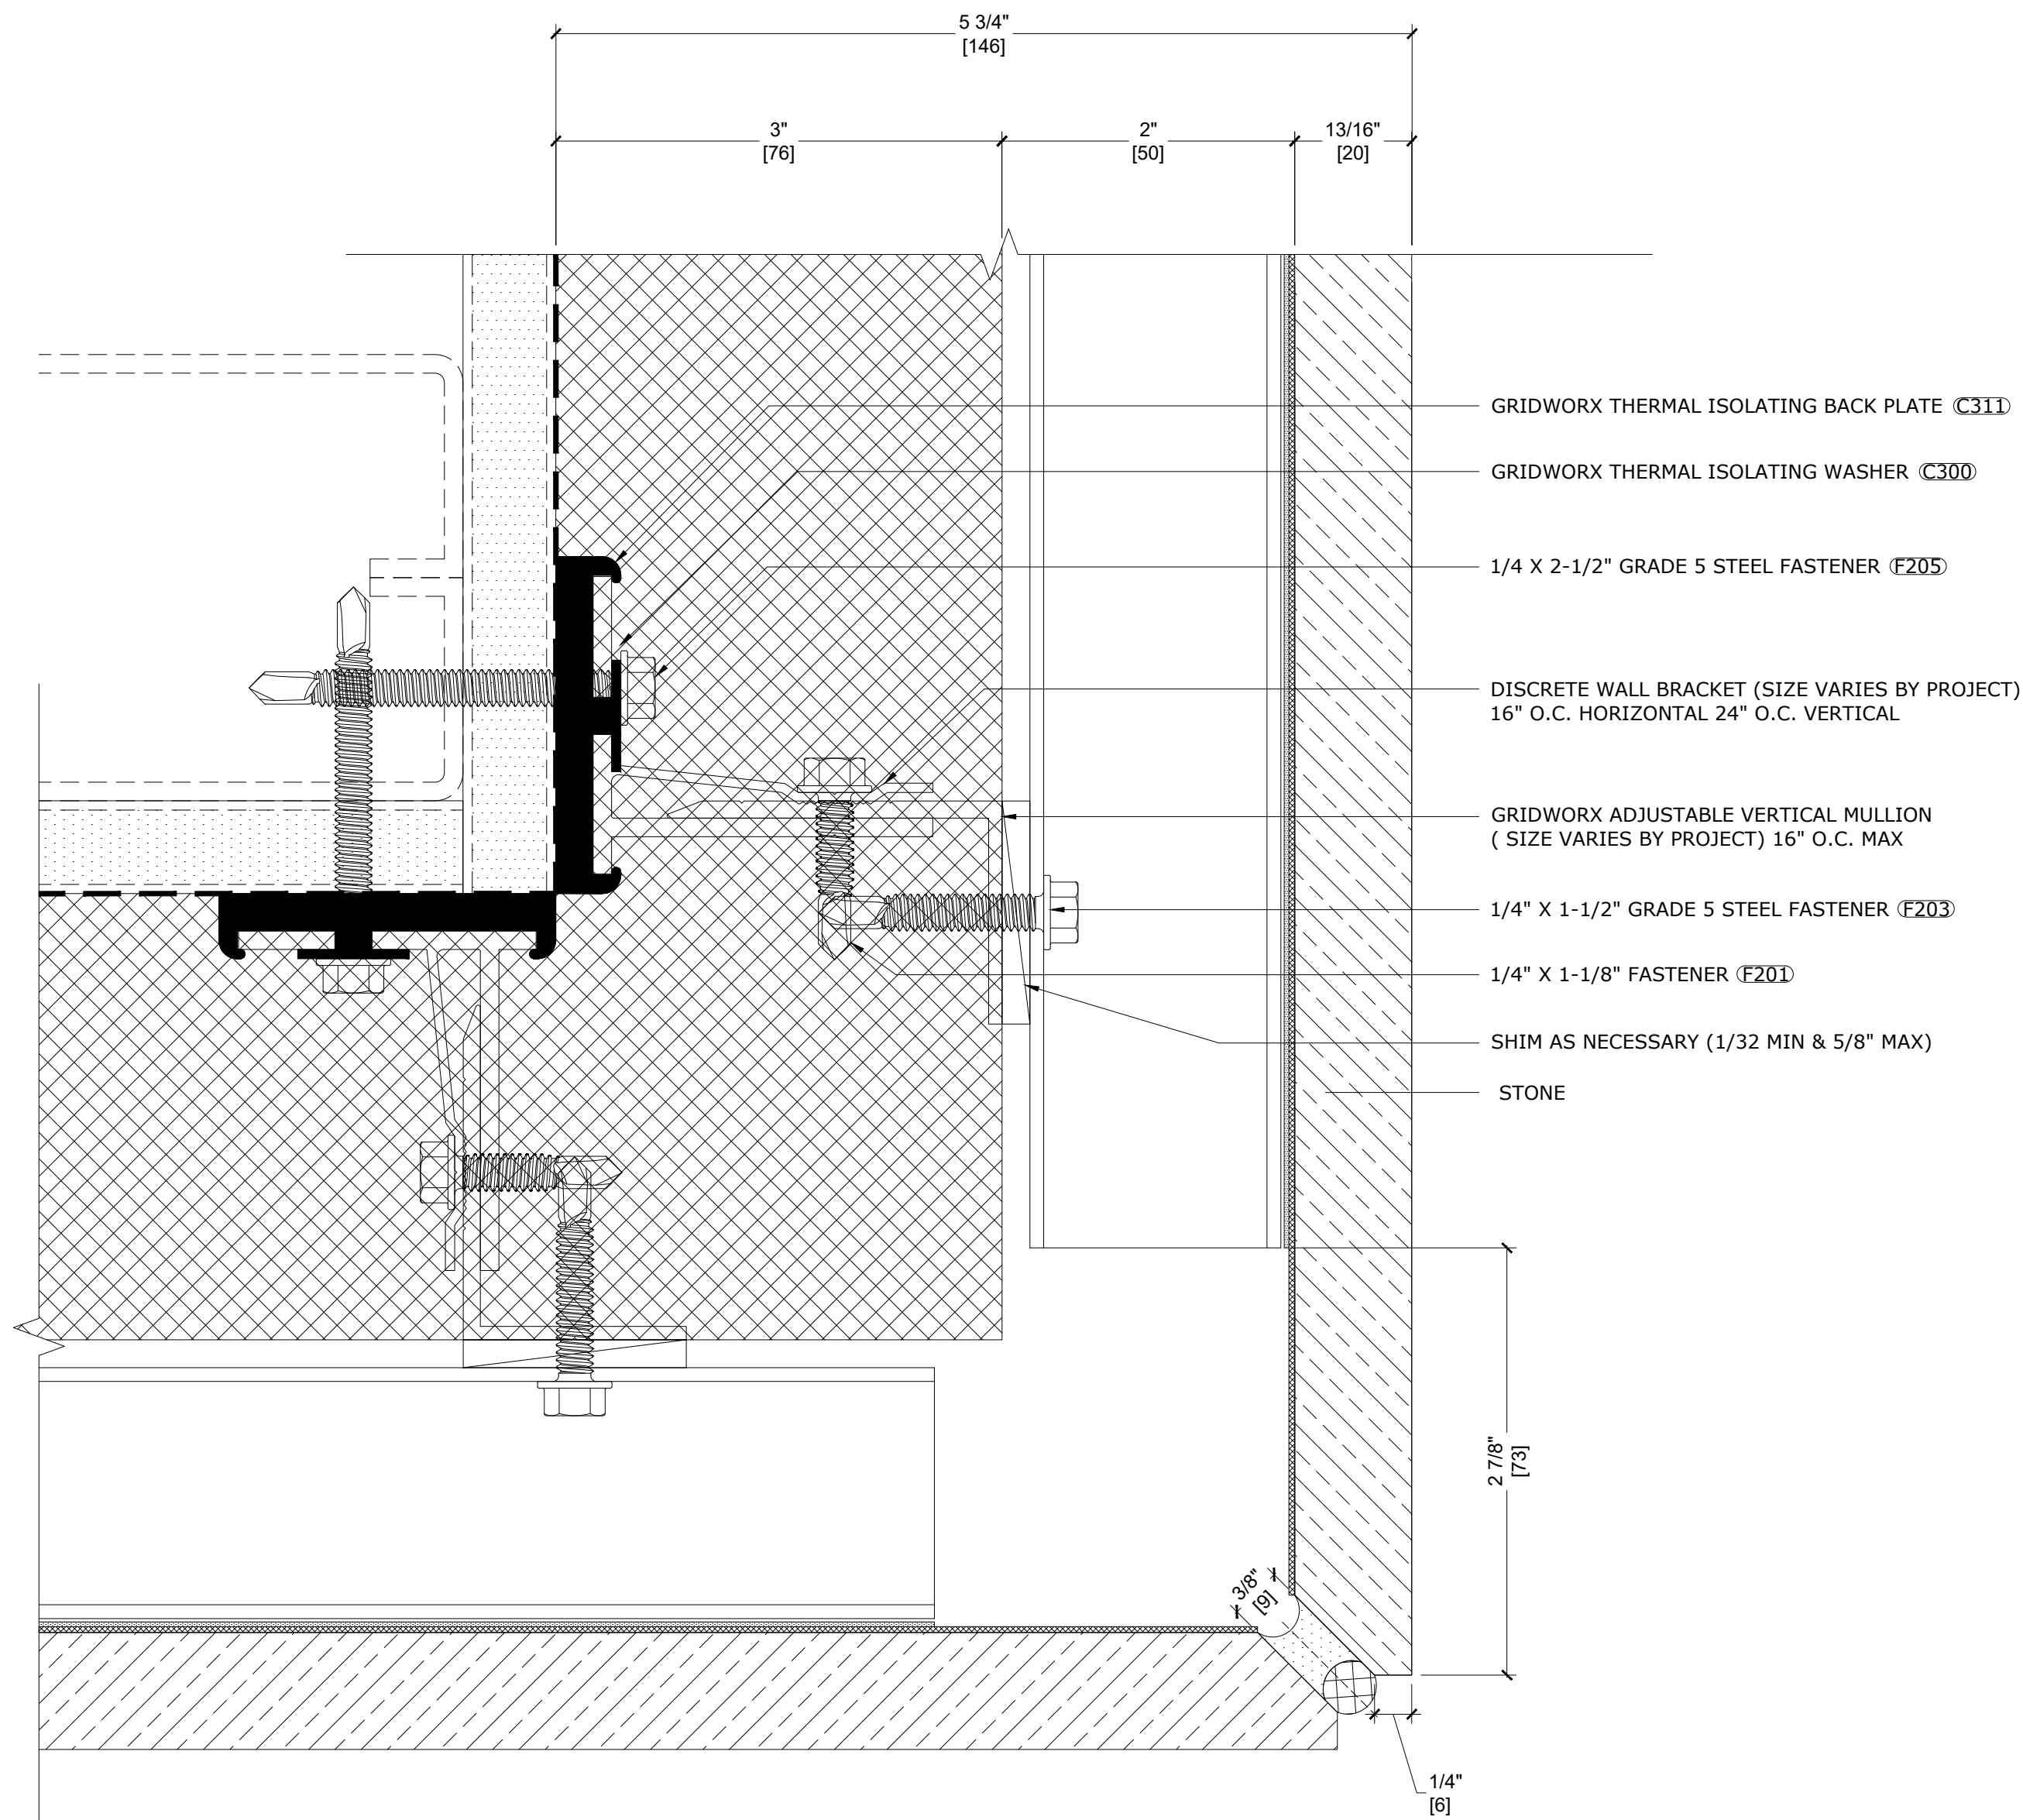 5 3/4"
[146]
3"
[76]
2"
[50]
13/16"
[20]
GRIDWORX THERMAL ISOLATING BACK PLATE C311
GRIDWORX THERMAL ISOLATING WASHER C300
1/4 X 2-1/2" GRADE 5 STEEL FASTENER F205
DISCRETE WALL BRACKET (SIZE VARIES BY PROJECT)
16" O.C. HORIZONTAL 24" O.C. VERTICAL
GRIDWORX ADJUSTABLE VERTICAL MULLION
( SIZE VARIES BY PROJECT) 16" O.C. MAX
1/4" X 1-1/2" GRADE 5 STEEL FASTENER F203
1/4" X 1-1/8" FASTENER F201
SHIM AS NECESSARY (1/32 MIN & 5/8" MAX)
STONE
2 7/8"
[73]
3/8"
[9]
1/4"
[6]